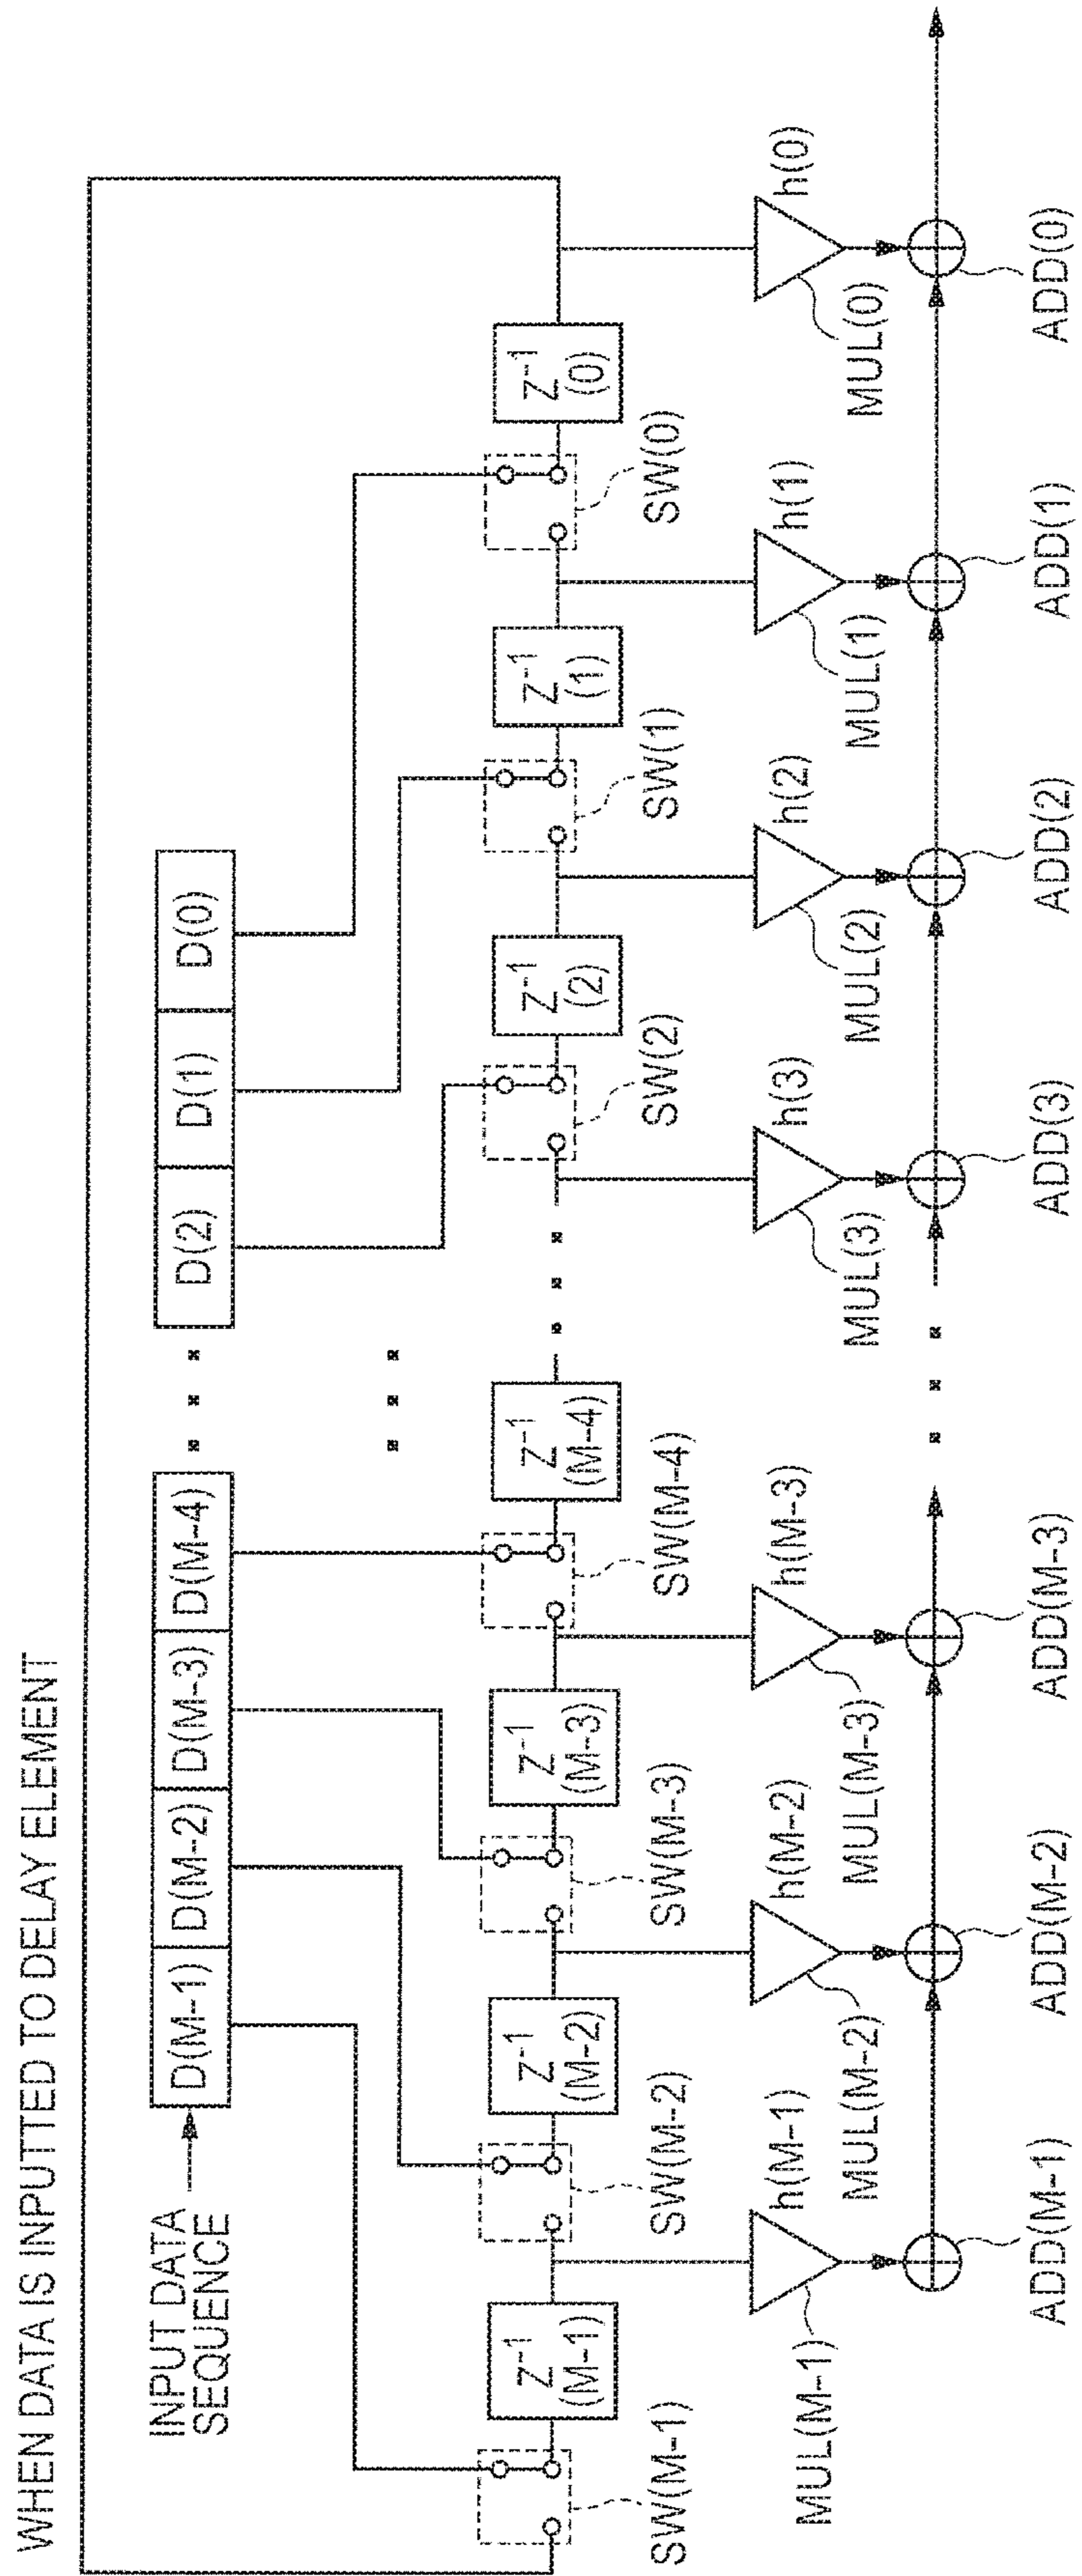 WHEN DATA IS INPUTTED TO DELAY ELEMENT
INPUT DATA
SEQUENCE
D(M-1) D(M-2) D(M-3) D(M-4) D(2) D(1) D(0)
Z-1
(M-1)
Z-1
(M-2)
Z-1
(M-3)
Z-1
(M-4)
Z-1
(2)
Z-1
(1)
Z-1
(0)
SW(M-1) SW(M-2) SW(M-3) SW(M-4) SW(2) SW(1) SW(0)
h(M-1) h(M-2) h(M-3) h(3) h(2) h(1) h(0)
MUL(M-1) MUL(M-2) MUL(M-3) MUL(3) MUL(2) MUL(1) MUL(0)
ADD(M-1) ADD(M-2) ADD(M-3) ADD(3) ADD(2) ADD(1) ADD(0)